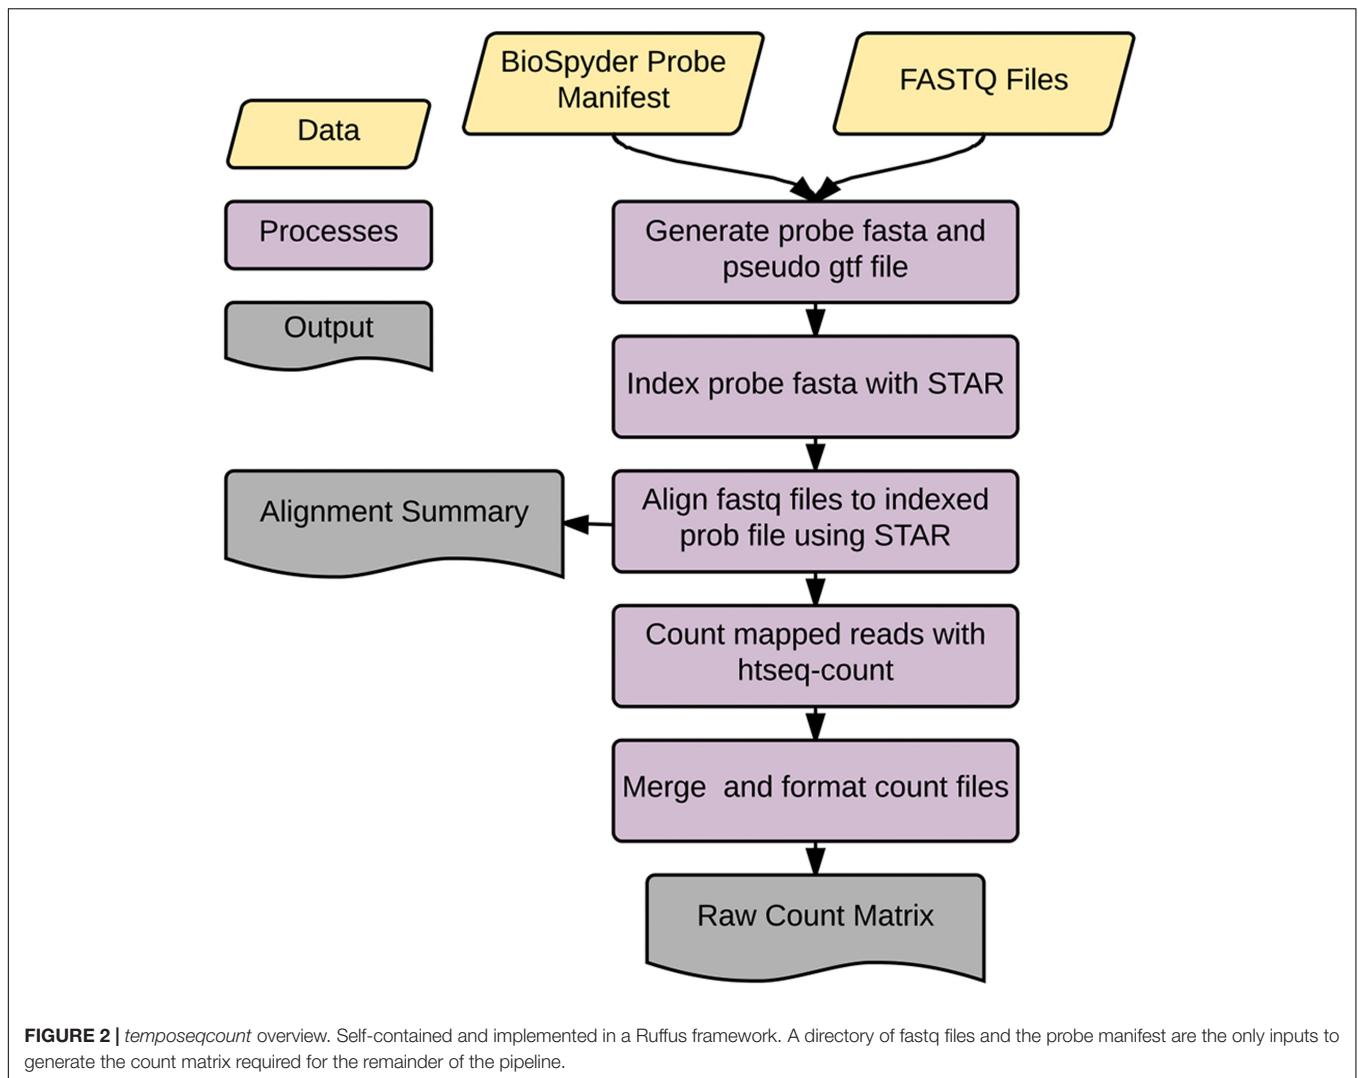 BioSpyder Probe
Manifest
FASTQ Files
Data
Processes
Output
Generate probe fasta and
pseudo gtf file
Index probe fasta with STAR
Alignment Summary
Align fastq files to indexed
prob file using STAR
Count mapped reads with
htseq-count
Merge and format count files
Raw Count Matrix
FIGURE 2 | temposeqcount overview. Self-contained and implemented in a Ruffus framework. A directory of fastq files and the probe manifest are the only inputs to
generate the count matrix required for the remainder of the pipeline.